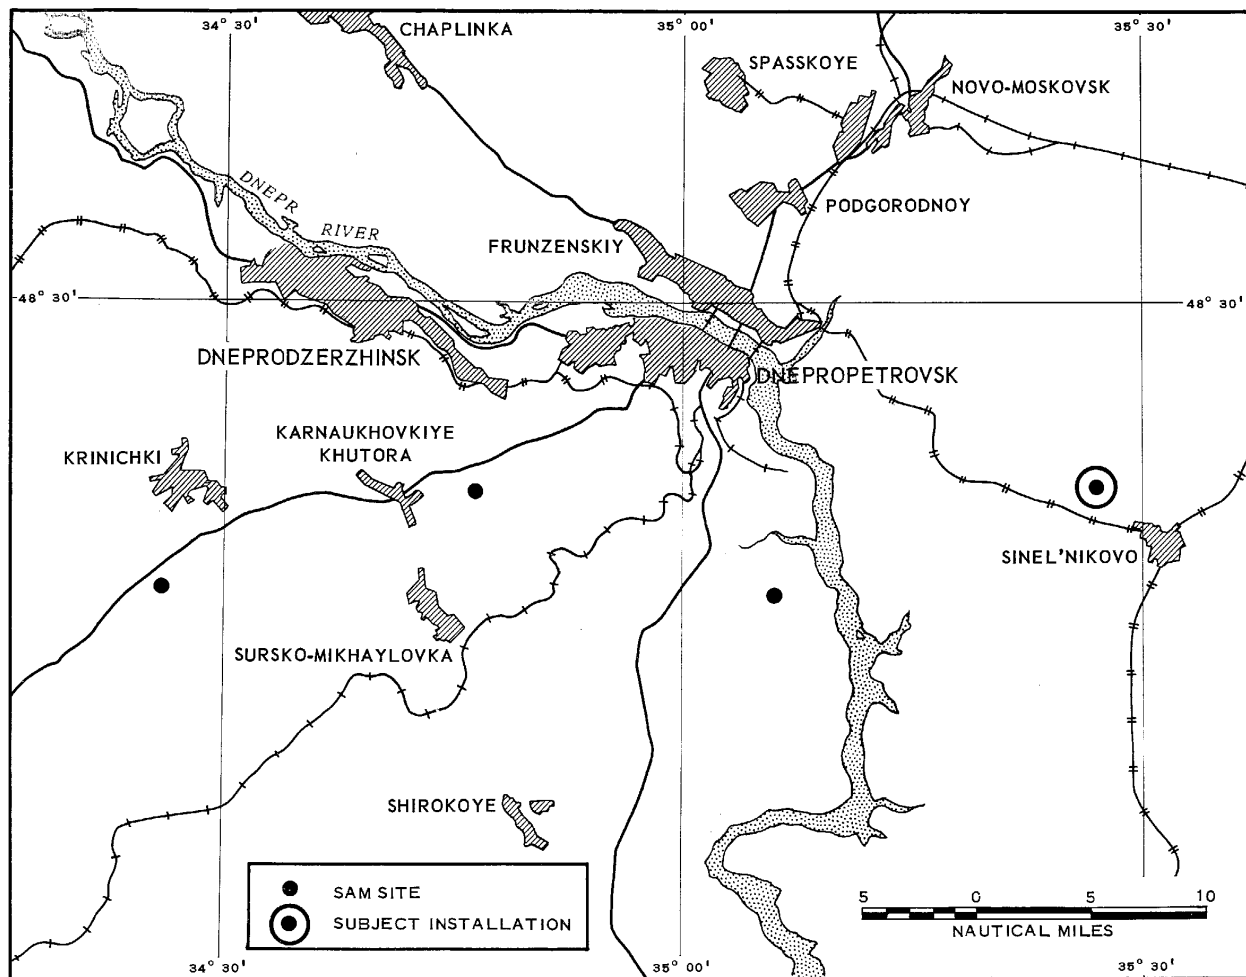 34° 30'
35° 00'
35° 30'
CHAPLINKA
SPASSKOYE
NOVO-MOSKOVSK
DNEPR
RIVER
PODGORODNOY
FRUNZENSKIY
48° 30'
48° 30'
DNEPRODZERZHINSK
DNEPROPETROVSK
KARNAUKHOVKIYE
KHUTORA
KRINICHKI
SINEL'NIKOVO
SURSKO-MIKHAYLOVKA
SHIROKOYE
SAM SITE
SUBJECT INSTALLATION
5 0 5 10
NAUTICAL MILES
34° 30'
35° 00'
35° 30'